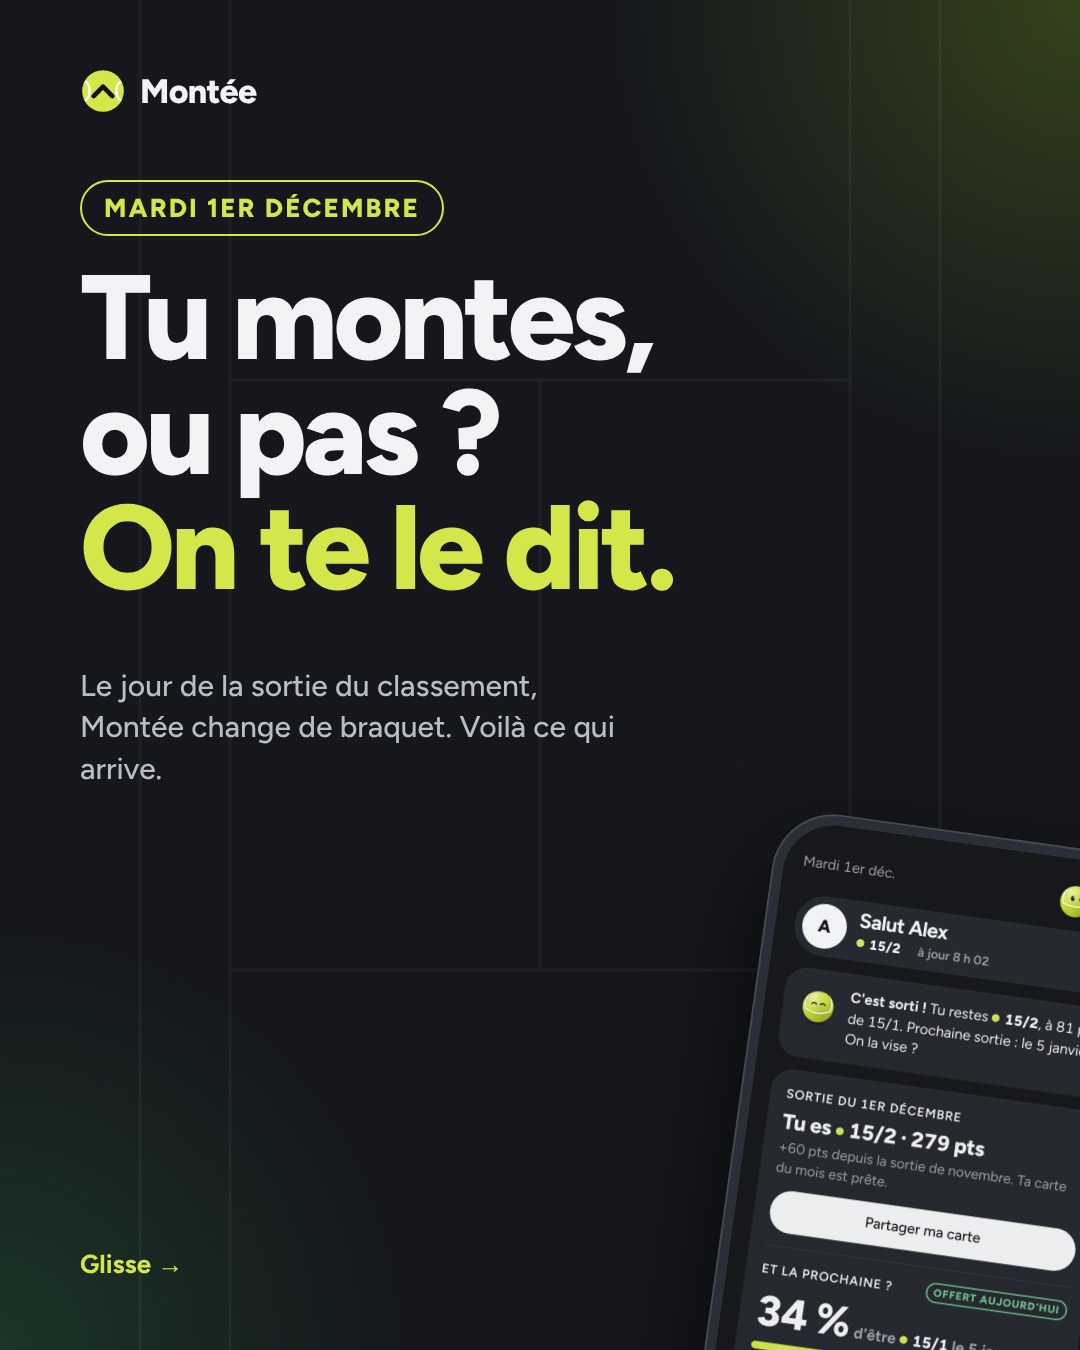 Montée
MARDI 1ER DÉCEMBRE
Tu montes,
ou pas ?
On te le dit.
Le jour de la sortie du classement,
Montée change de braquet. Voilà ce qui
arrive.
Mardi 1er déc.
A
Salut Alex
15/2 à jour 8 h 02
C'est sorti ! Tu restes 15/2, à 81
de 15/1. Prochaine sortie : le 5
On la vise ?
SORTIE DU 1ER DÉCEMBRE
Tu es 15/2 · 279 pts
+60 pts depuis la sortie de novembre. Ta carte
du mois est prête.
Partager ma carte
ET LA PROCHAINE ?
OFFERT AUJOURD'HUI
34 % d'être 15/1 le 5
Glisse →